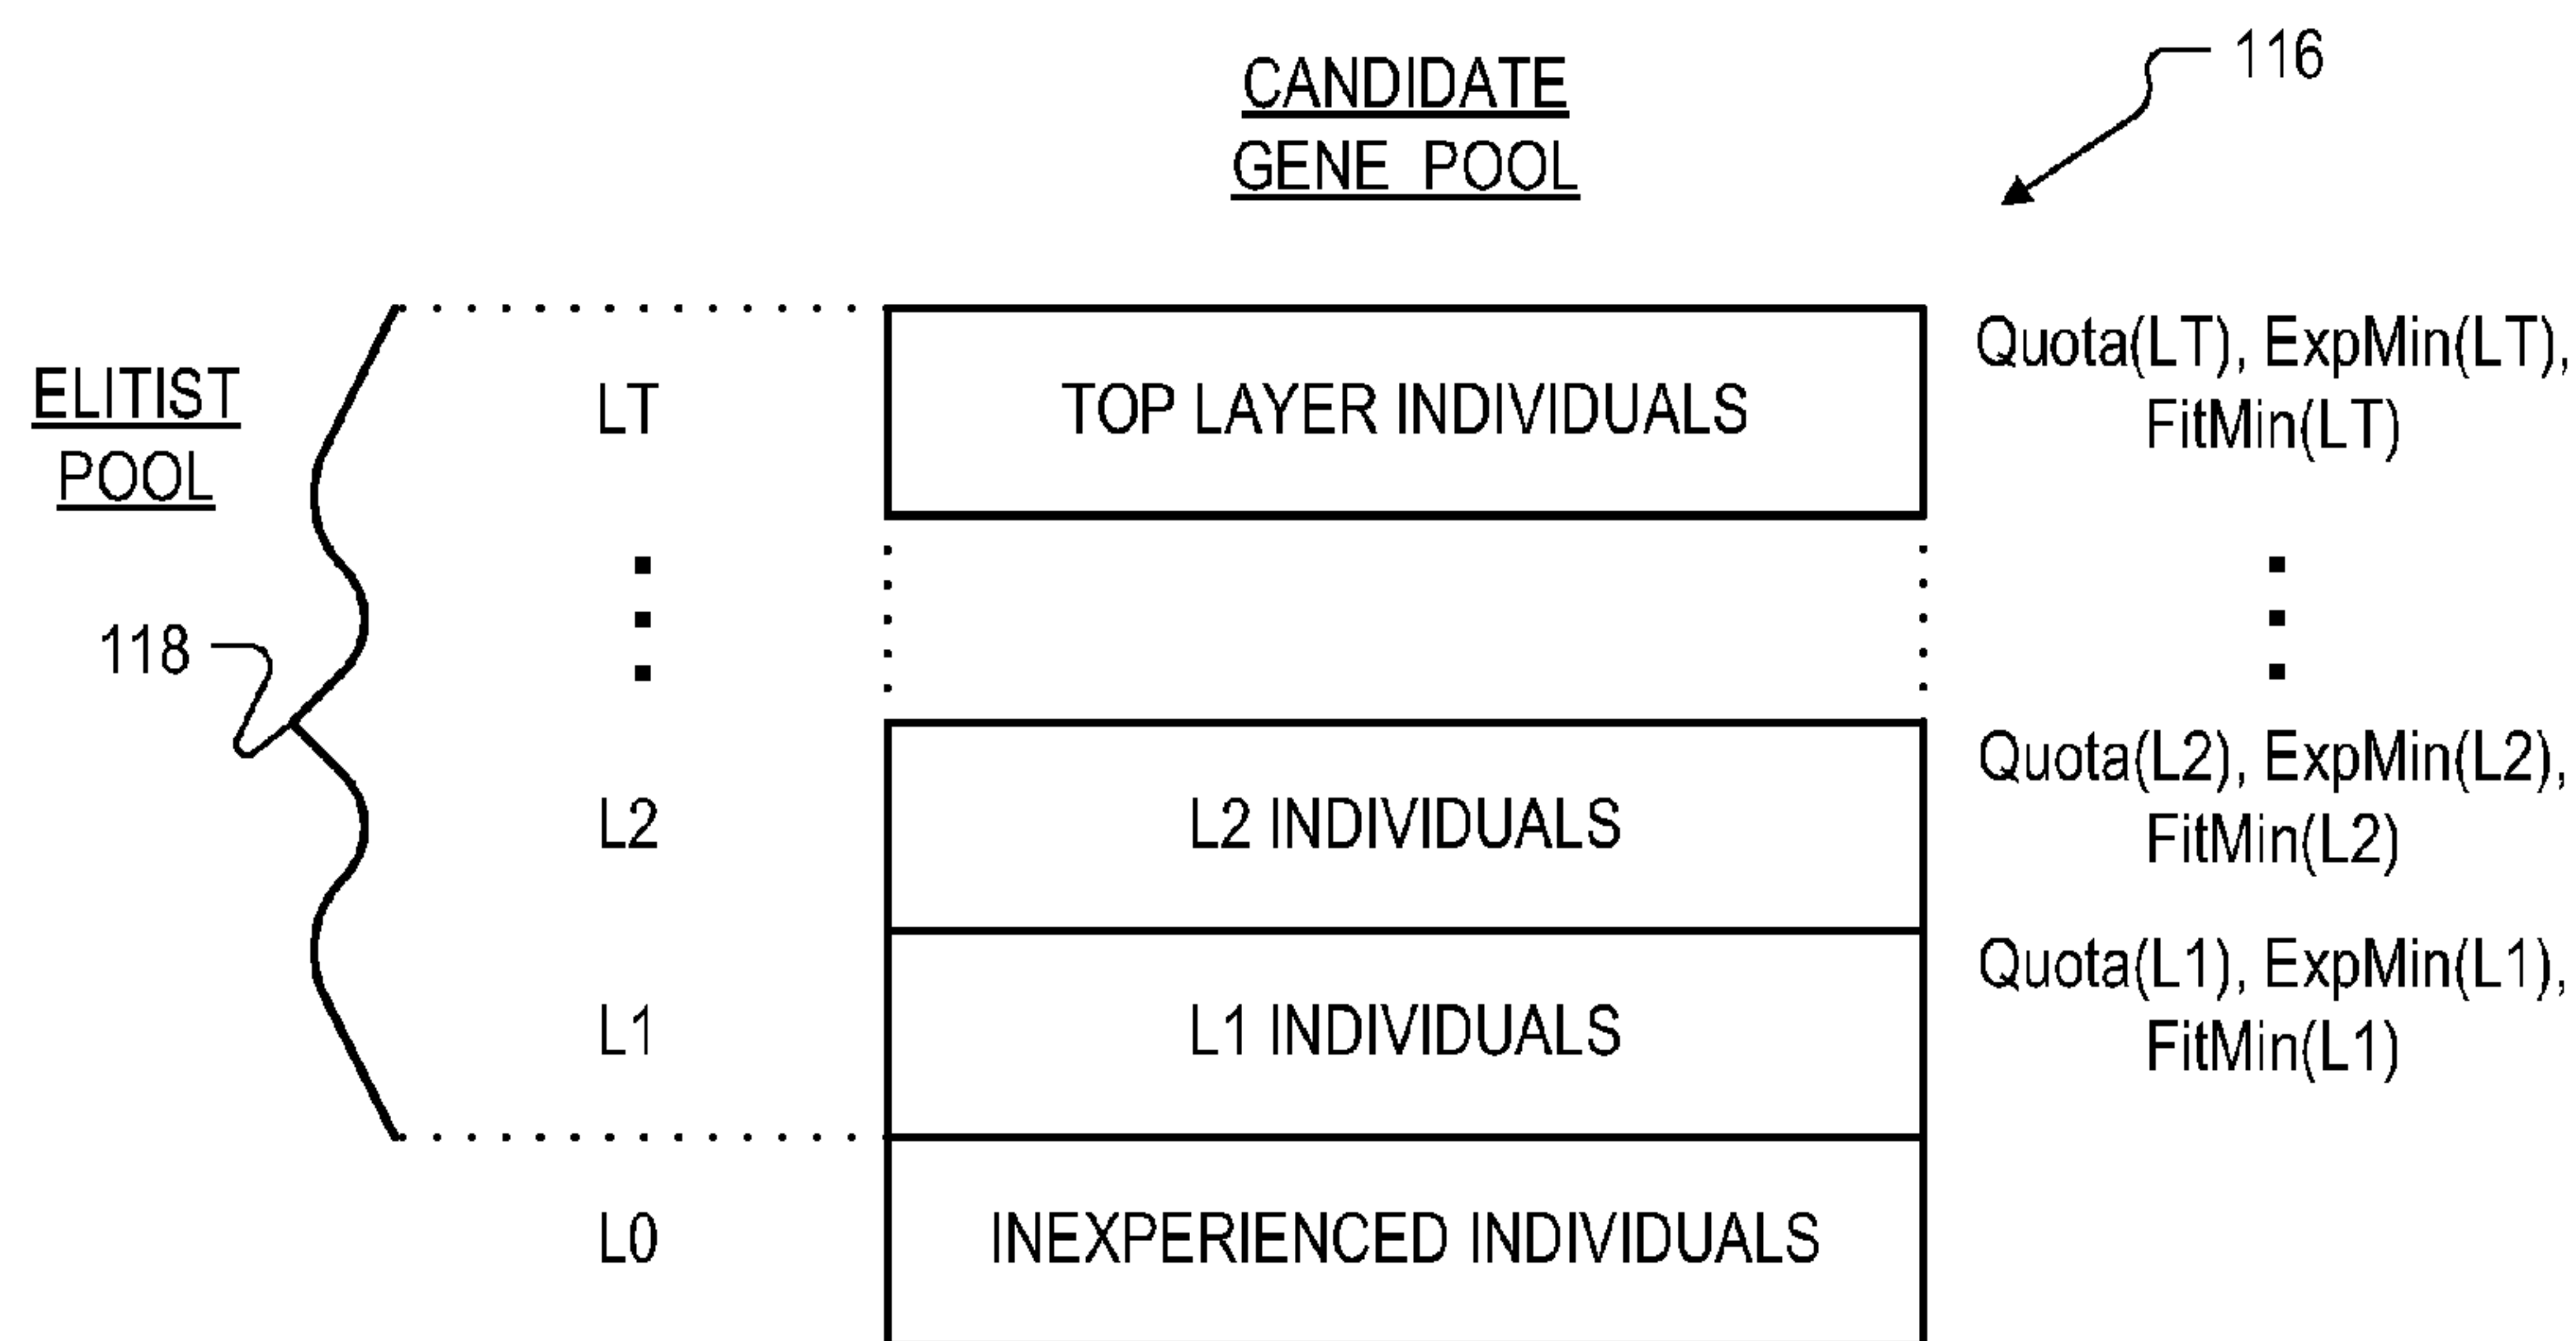 CANDIDATE
GENE POOL
116
ELITIST
POOL
118
LT
TOP LAYER INDIVIDUALS
Quota(LT), ExpMin(LT),
FitMin(LT)
L2
L2 INDIVIDUALS
Quota(L2), ExpMin(L2),
FitMin(L2)
L1
L1 INDIVIDUALS
Quota(L1), ExpMin(L1),
FitMin(L1)
L0
INEXPERIENCED INDIVIDUALS